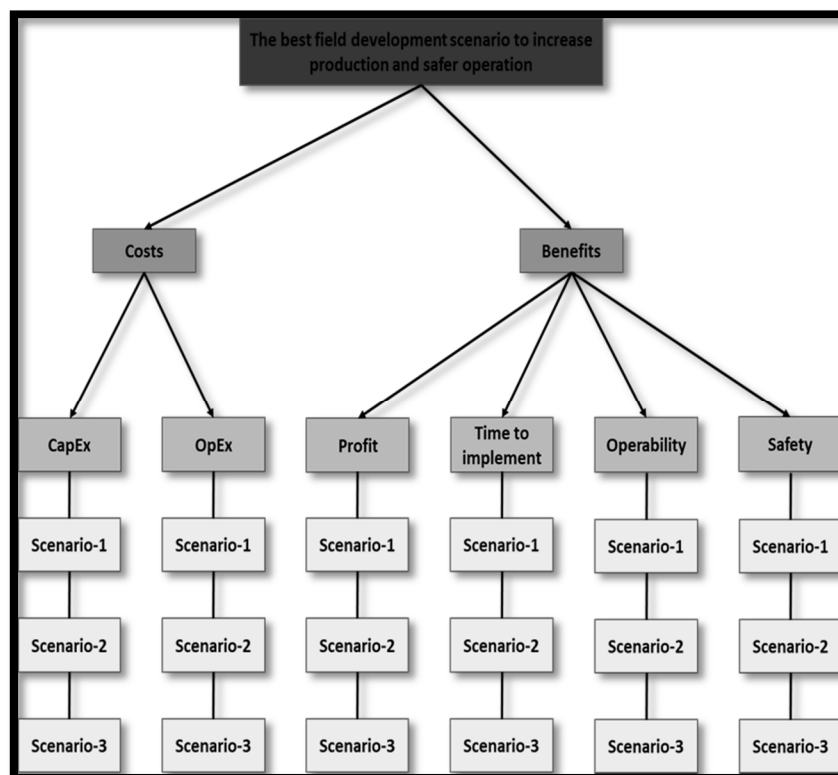 The best field development scenario to increase
production and safer operation
Costs
Benefits
CapEx
OpEx
Profit
Time to
implement
Operability
Safety
Scenario-1
Scenario-1
Scenario-1
Scenario-1
Scenario-1
Scenario-1
Scenario-2
Scenario-2
Scenario-2
Scenario-2
Scenario-2
Scenario-2
Scenario-3
Scenario-3
Scenario-3
Scenario-3
Scenario-3
Scenario-3